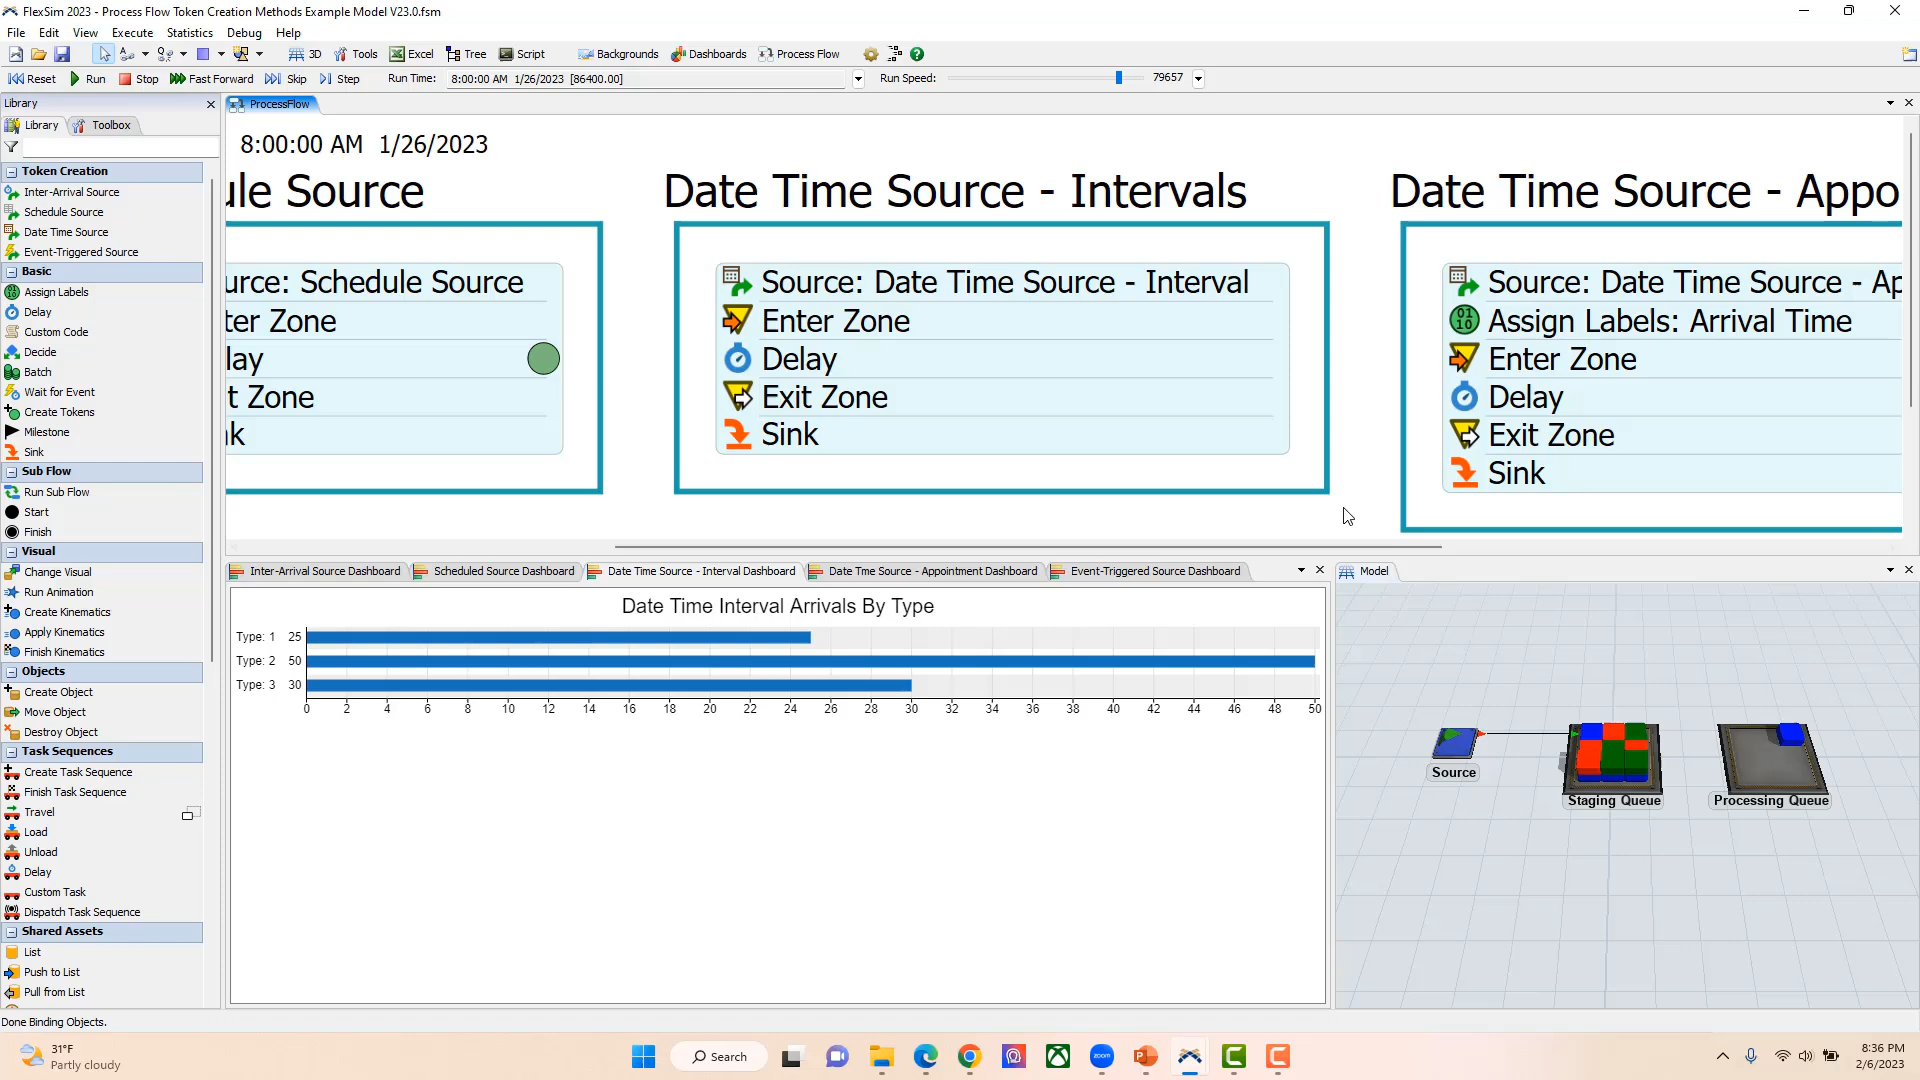 FlexSim 2023 - Process Flow Token Creation Methods Example Model V23.0.fsm
File Edit View Execute Statistics Debug Help
3D Tools Excel Tree Script Backgrounds Dashboards Process Flow
Reset Run Stop Fast Forward Skip Step Run Time: 8:00:00 AM 1/26/2023 [86400.00] Run Speed: 79657
Library
Library Toolbox
Token Creation
Inter-Arrival Source
Schedule Source
Date Time Source
Event-Triggered Source
Basic
Assign Labels
Delay
Custom Code
Decide
Batch
Wait for Event
Create Tokens
Milestone
Sink
Sub Flow
Run Sub Flow
Start
Finish
Visual
Change Visual
Run Animation
Create Kinematics
Apply Kinematics
Finish Kinematics
Objects
Create Object
Move Object
Destroy Object
Task Sequences
Create Task Sequence
Finish Task Sequence
Travel
Load
Unload
Delay
Custom Task
Dispatch Task Sequence
Shared Assets
List
Push to List
Pull from List
ProcessFlow
8:00:00 AM 1/26/2023
ule Source
urce: Schedule Source
ter Zone
lay
t Zone
nk
Date Time Source - Intervals
Source: Date Time Source - Interval
Enter Zone
Delay
Exit Zone
Sink
Date Time Source - Appo
Source: Date Time Source - Ap
01
10
Assign Labels: Arrival Time
Enter Zone
Delay
Exit Zone
Sink
Inter-Arrival Source Dashboard
Scheduled Source Dashboard
Date Time Source - Interval Dashboard
Date Tme Source - Appointment Dashboard
Event-Triggered Source Dashboard
Date Time Interval Arrivals By Type
Type: 1 25
Type: 2 50
Type: 3 30
0 2 4 6 8 10 12 14 16 18 20 22 24 26 28 30 32 34 36 38 40 42 44 46 48 50
Model
Source
Staging Queue
Processing Queue
Done Binding Objects.
31°F
Partly cloudy
Search
zoom
8:36 PM
2/6/2023